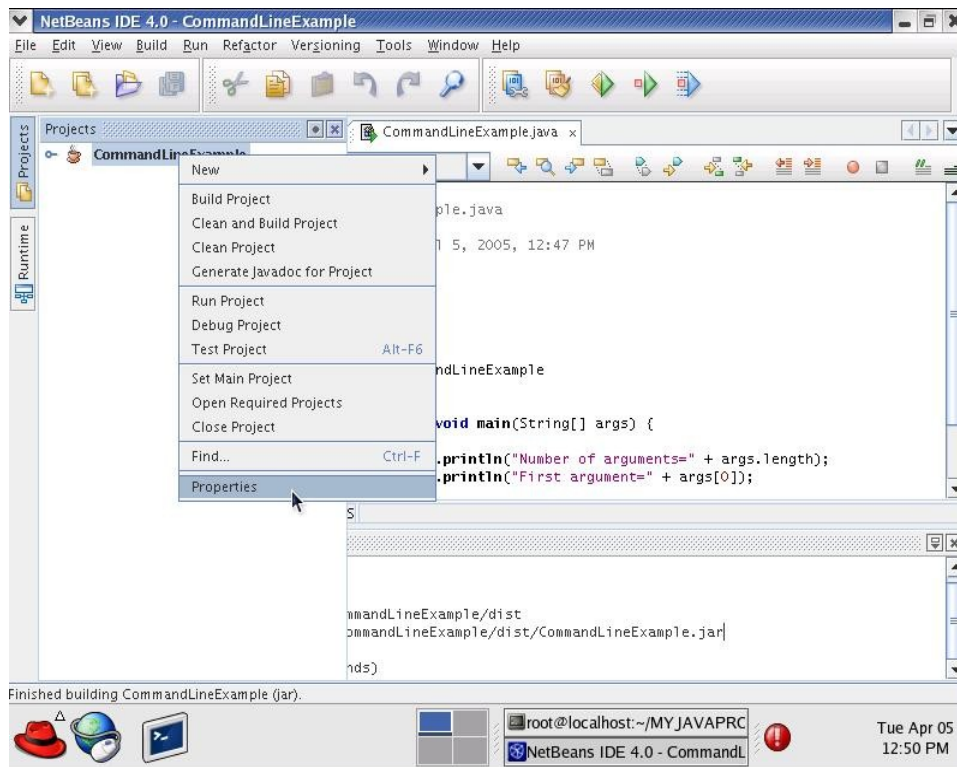 NetBeans IDE 4.0 - CommandLineExample
File Edit View Build Run Refactor Versioning Tools Window Help
Projects
Runtime
Projects
CommandLineExample
CommandLineExample.java
New
Build Project
Clean and Build Project
Clean Project
Generate Javadoc for Project
Run Project
Debug Project
Test Project Alt-F6
Set Main Project
Open Required Projects
Close Project
Find... Ctrl-F
Properties
ple.java
l 5, 2005, 12:47 PM
ndLineExample
void main(String[] args) {
.println("Number of arguments=" + args.length);
.println("First argument=" + args[0]);
S
mmandLineExample/dist
ommandLineExample/dist/CommandLineExample.jar
nds)
Finished building CommandLineExample (jar).
root@localhost:~/MYJAVAPRC
NetBeans IDE 4.0 - CommandL
Tue Apr 05
12:50 PM